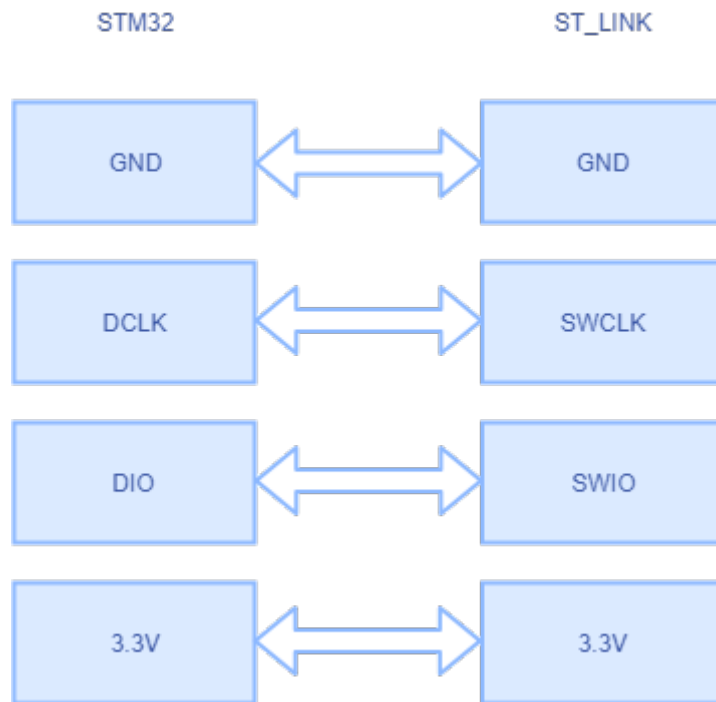 STM32 ST_LINK
GND GND
DCLK SWCLK
DIO SWIO
3.3V 3.3V